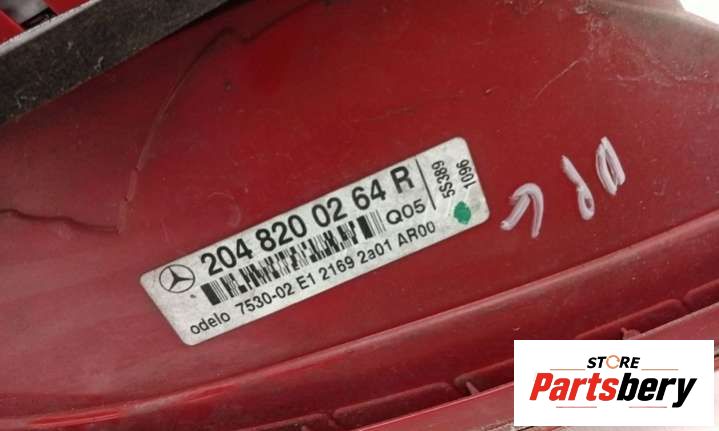 204 820 02 64 R
Q05
5S389
1096
odelo 7530-02 E1 2169 2a01 AR00
STORE
Partsbery